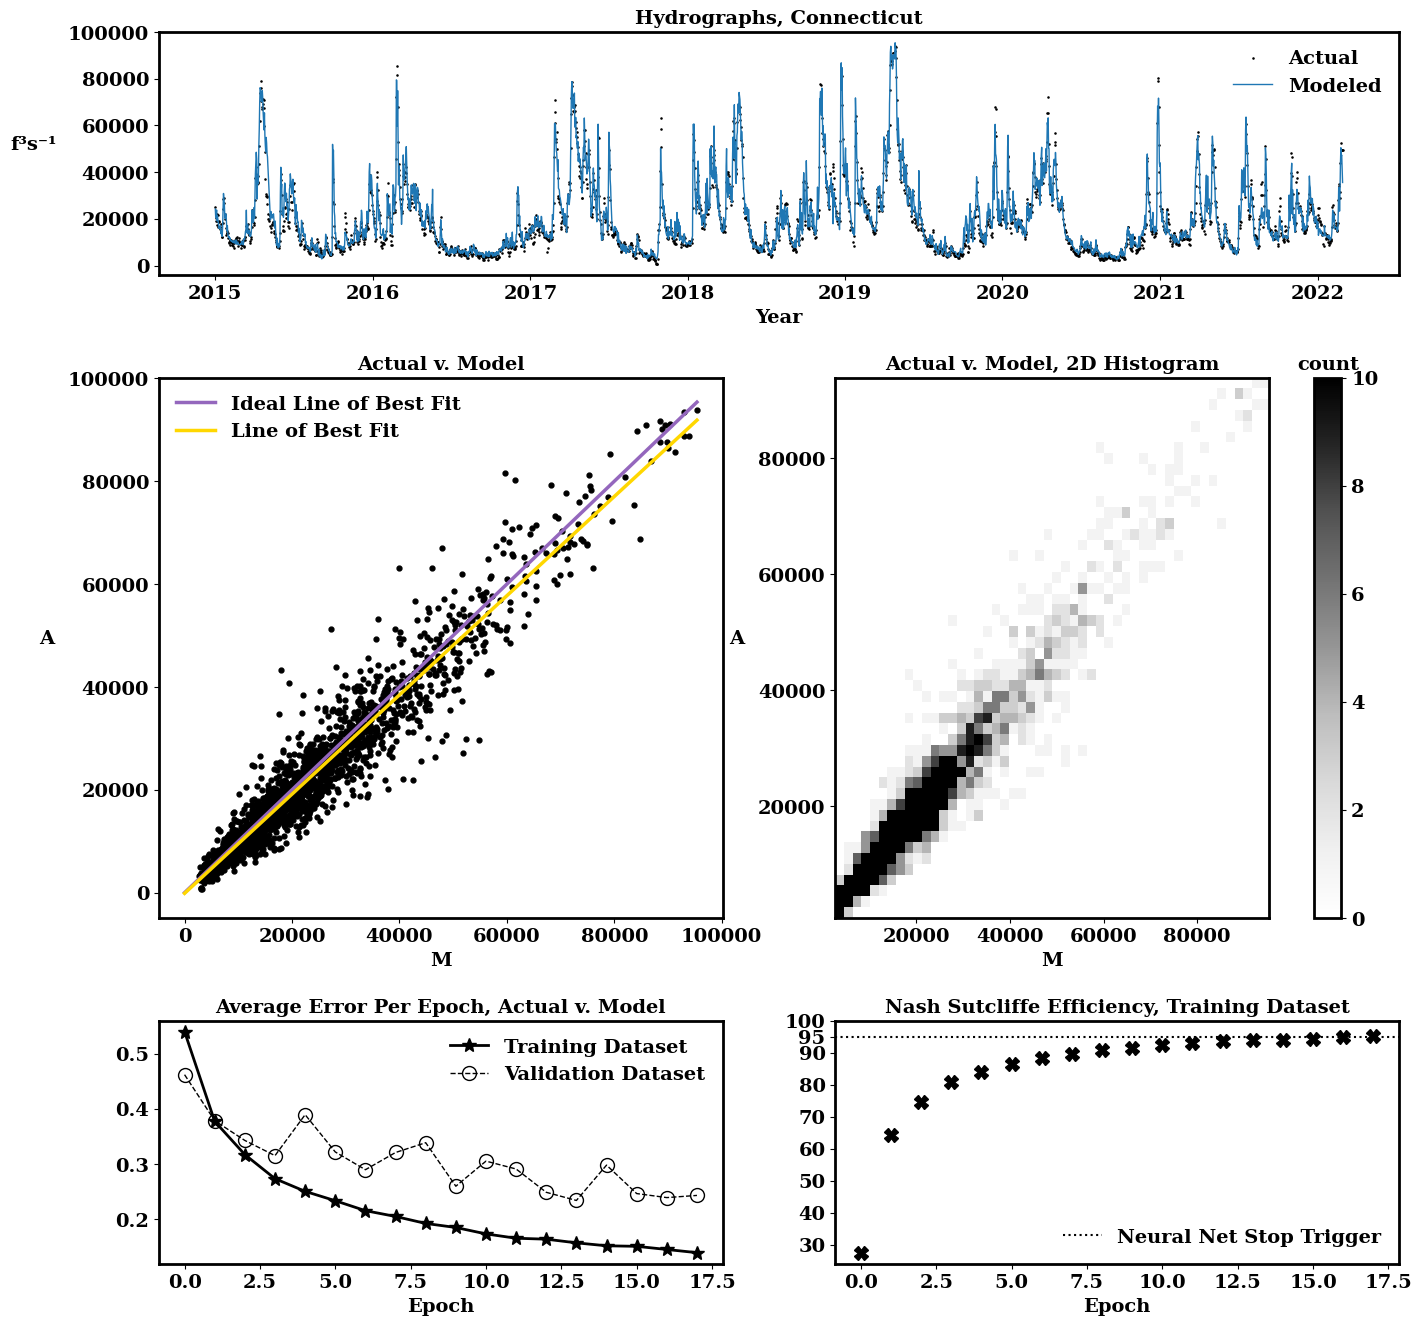 Hydrographs, Connecticut
100000
80000
60000
40000
20000
0
f³s⁻¹
Actual
Modeled
2015 2016 2017 2018 2019 2020 2021 2022
Year
Actual v. Model
100000
80000
60000
40000
20000
0
A
Ideal Line of Best Fit
Line of Best Fit
0 20000 40000 60000 80000 100000
M
Actual v. Model, 2D Histogram
80000
60000
40000
20000
A
20000 40000 60000 80000
M
count
10
8
6
4
2
0
Average Error Per Epoch, Actual v. Model
0.5
0.4
0.3
0.2
Training Dataset
Validation Dataset
0.0 2.5 5.0 7.5 10.0 12.5 15.0 17.5
Epoch
Nash Sutcliffe Efficiency, Training Dataset
100
95
90
80
70
60
50
40
30
Neural Net Stop Trigger
0.0 2.5 5.0 7.5 10.0 12.5 15.0 17.5
Epoch